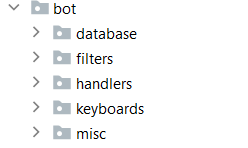 bot
database
filters
handlers
keyboards
misc